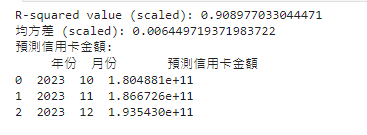 R-squared value (scaled): 0.908977033044471
均方差 (scaled): 0.006449719371983722
預測信用卡金額:
年份 月份 預測信用卡金額
0 2023 10 1.804881e+11
1 2023 11 1.866726e+11
2 2023 12 1.935430e+11